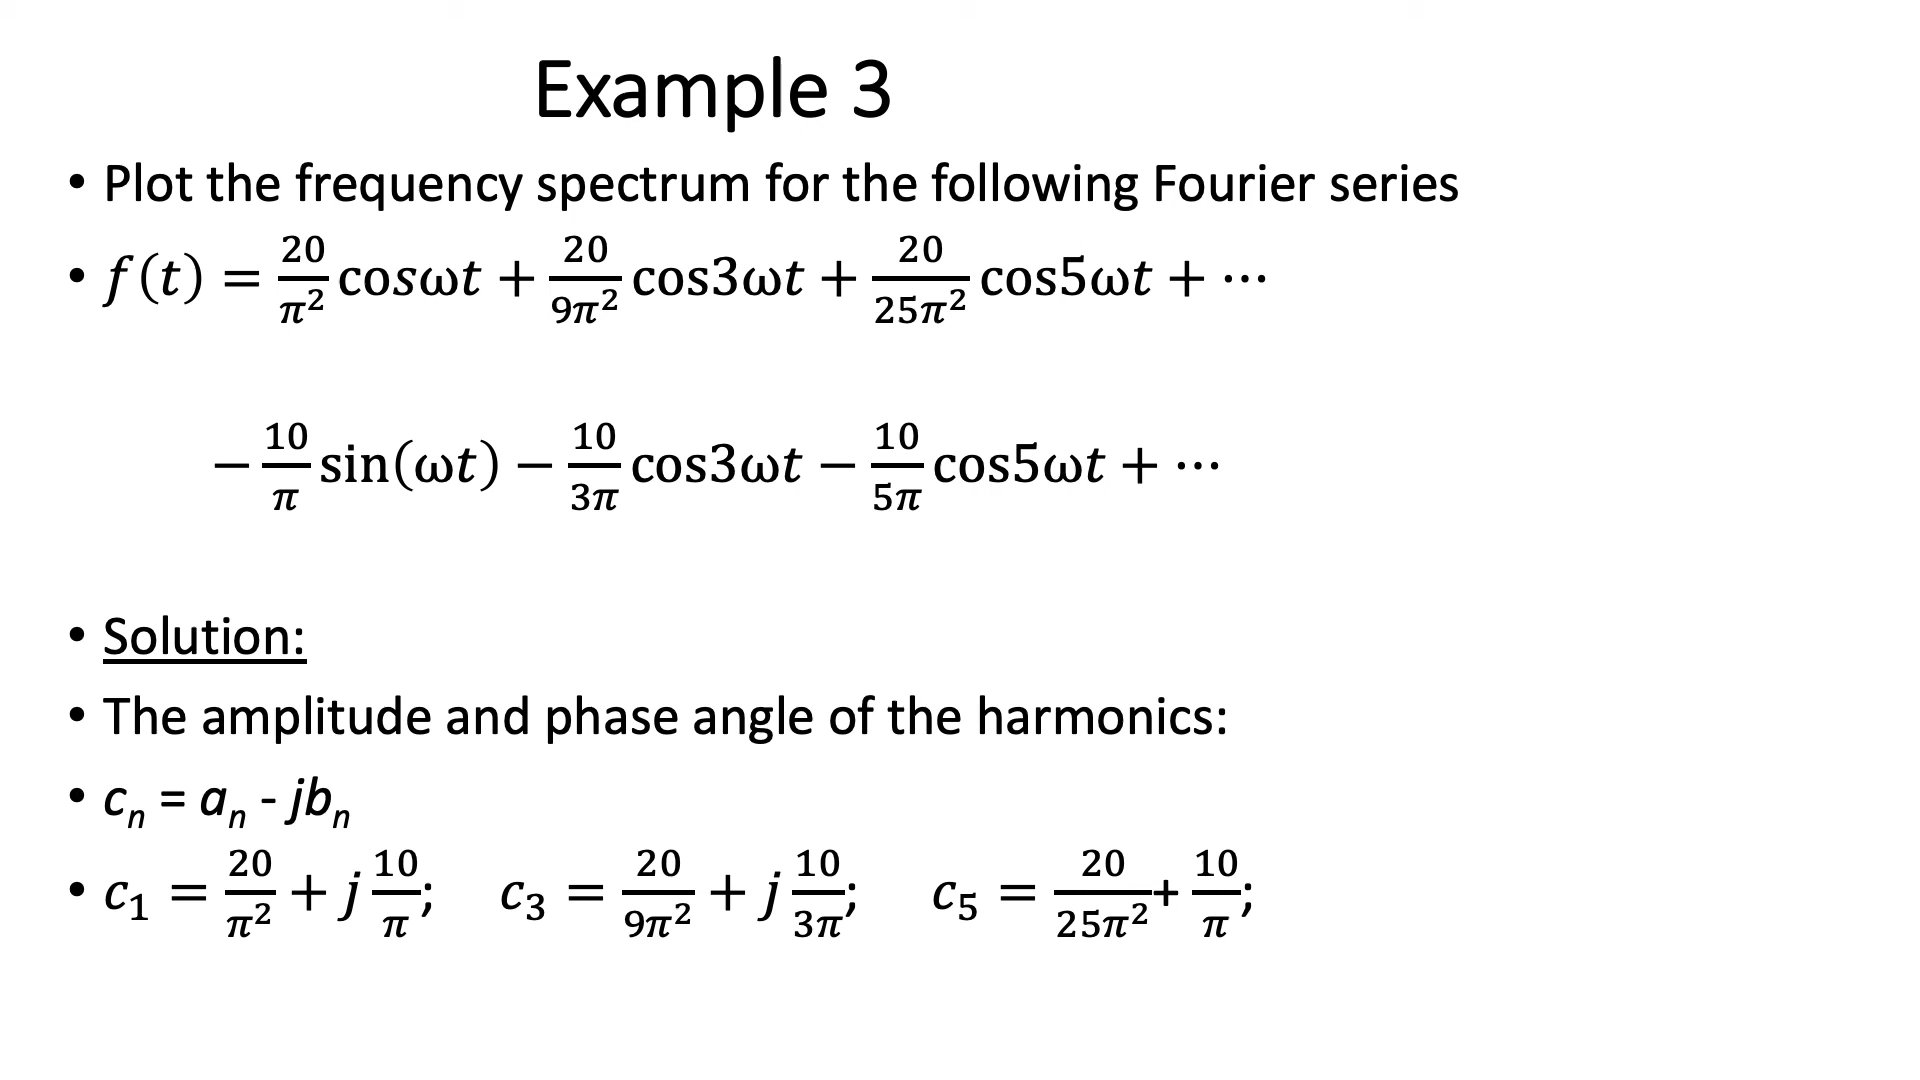 Example 3
• Plot the frequency spectrum for the following Fourier series
• f(t) = 20/π² cosωt + 20/9π² cos3ωt + 20/25π² cos5ωt + ⋯
− 10/π sin(ωt) − 10/3π cos3ωt − 10/5π cos5ωt + ⋯
• Solution:
• The amplitude and phase angle of the harmonics:
• cₙ = aₙ - jbₙ
• c₁ = 20/π² + j 10/π; c₃ = 20/9π² + j 10/3π; c₅ = 20/25π² + 10/π;